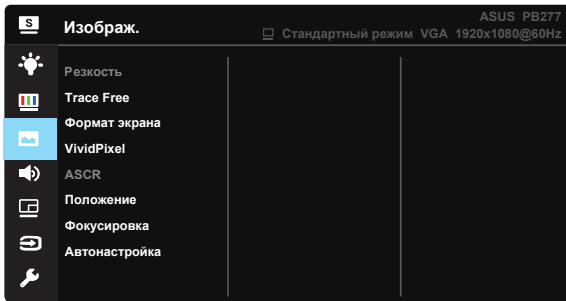 S
Изображ.
ASUS PB277
Стандартный режим VGA 1920x1080@60Hz
Резкость
Trace Free
Формат экрана
VividPixel
ASCR
Положение
Фокусировка
Автонастройка